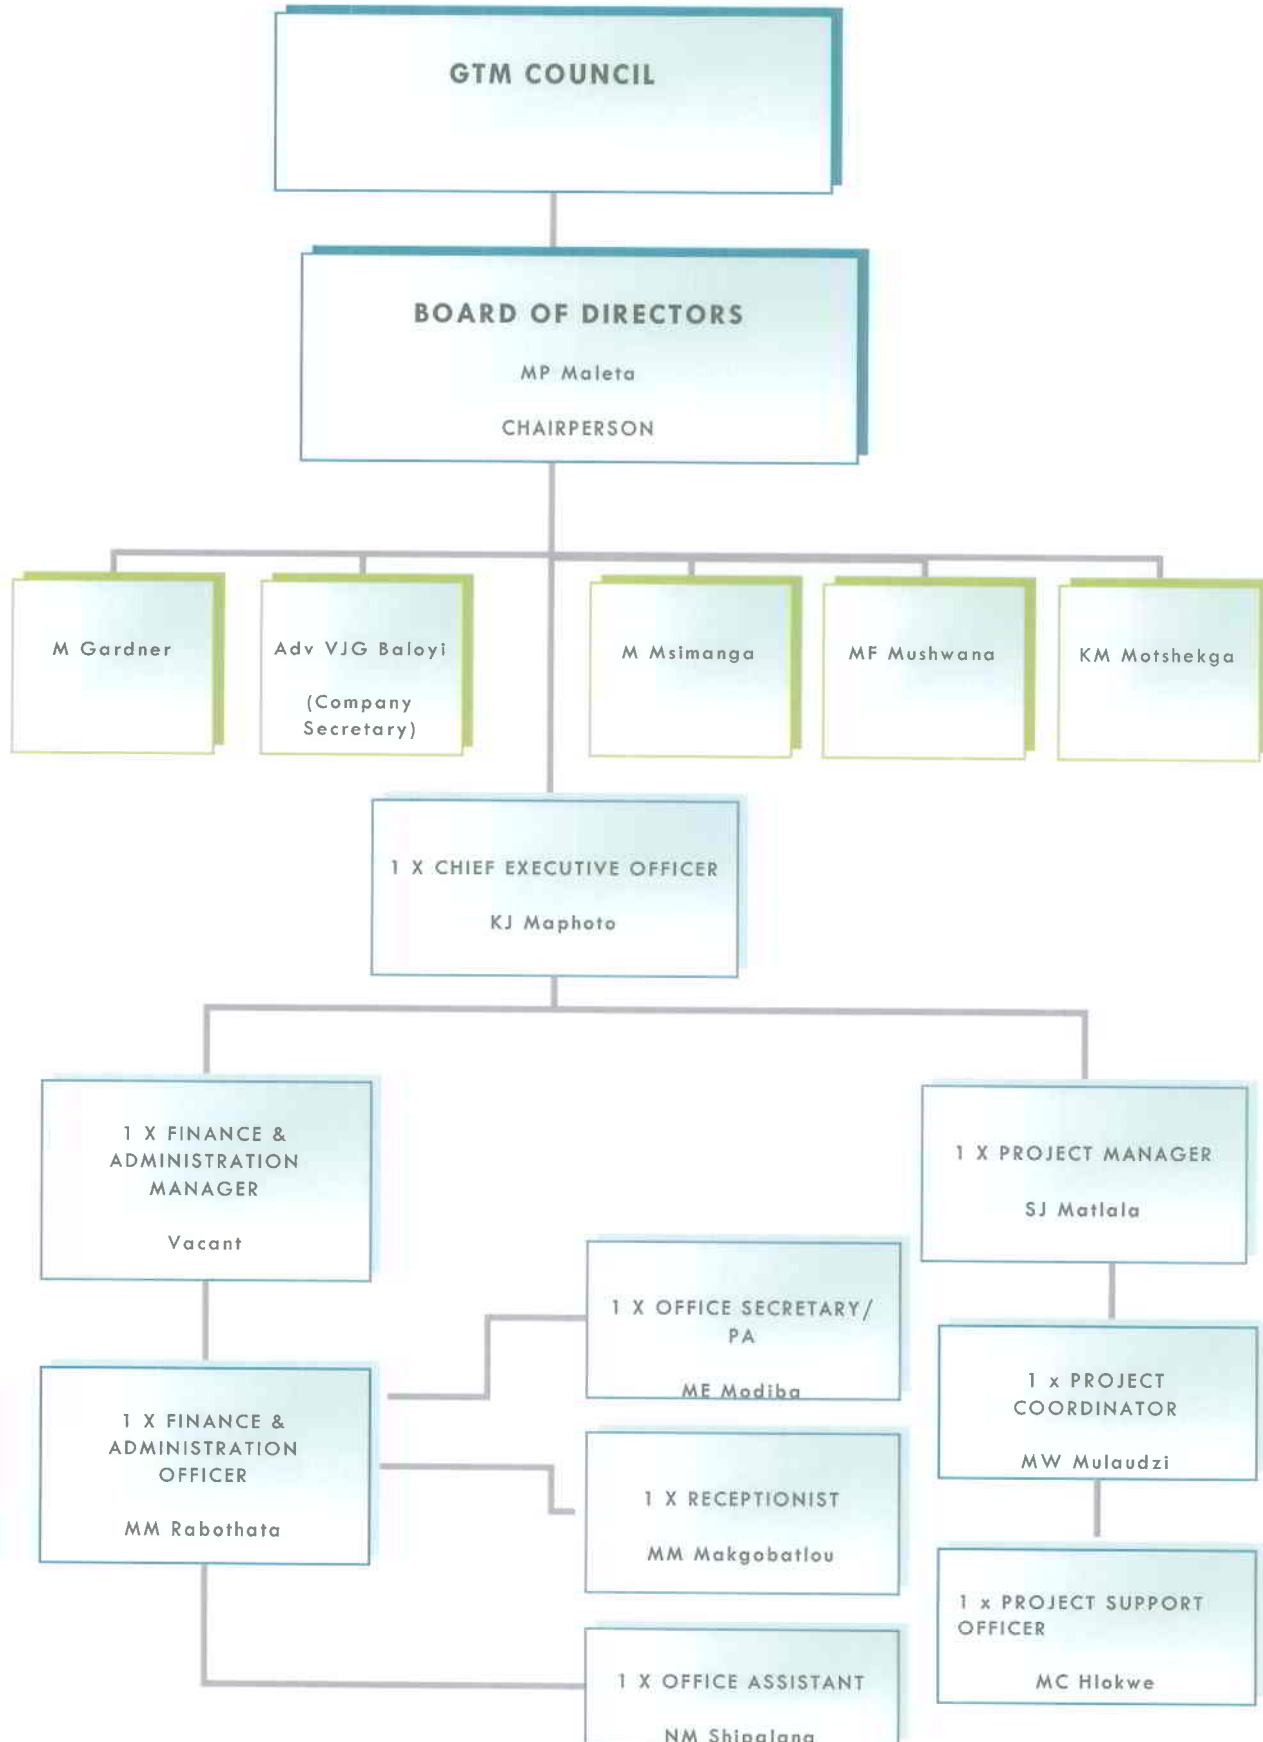 GTM COUNCIL
BOARD OF DIRECTORS
MP Maleta
CHAIRPERSON
M Gardner
Adv VJG Baloyi
(Company
Secretary)
M Msimanga
MF Mushwana
KM Motshekga
1 X CHIEF EXECUTIVE OFFICER
KJ Maphoto
1 X FINANCE &
ADMINISTRATION
MANAGER
Vacant
1 X PROJECT MANAGER
SJ Matlala
1 X OFFICE SECRETARY/
PA
ME Modiba
1 x PROJECT
COORDINATOR
MW Mulaudzi
1 X FINANCE &
ADMINISTRATION
OFFICER
MM Rabothata
1 X RECEPTIONIST
MM Makgobatlou
1 x PROJECT SUPPORT
OFFICER
MC Hlokwe
1 X OFFICE ASSISTANT
NM Shipalana